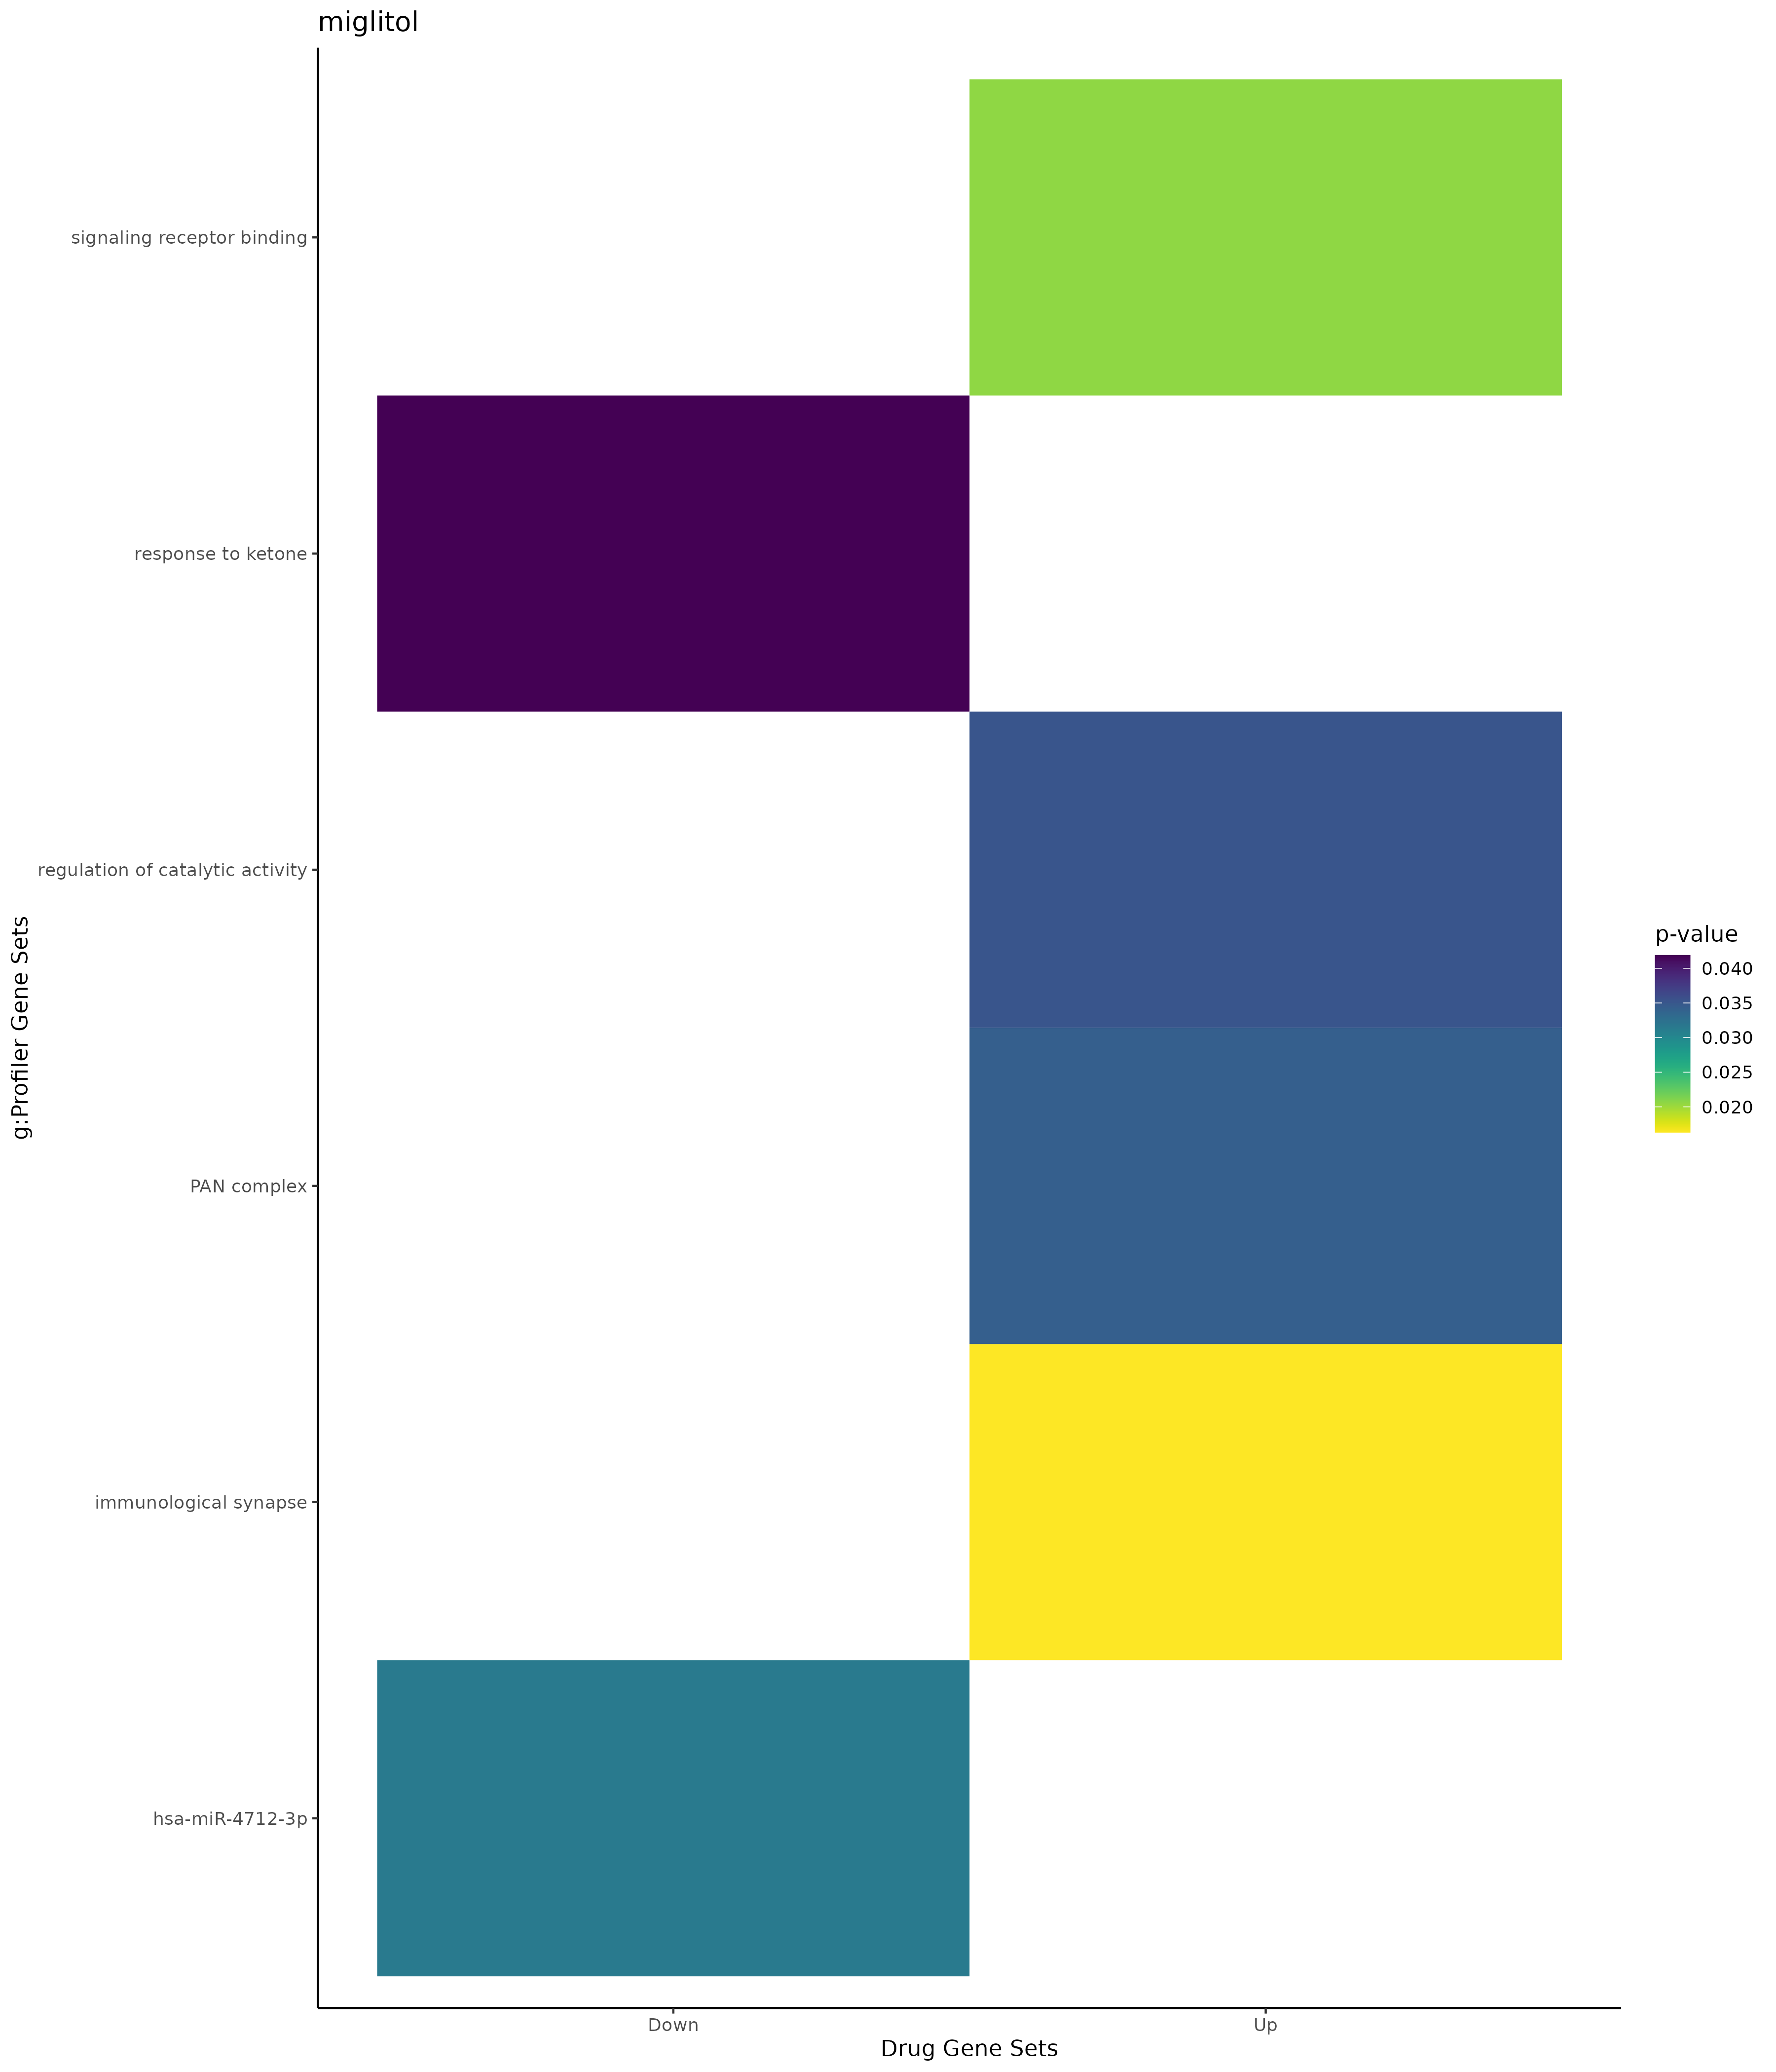 miglitol
signaling receptor binding
response to ketone
regulation of catalytic activity
PAN complex
immunological synapse
hsa-miR-4712-3p
g:Profiler Gene Sets
Down
Up
Drug Gene Sets
p-value
0.040
0.035
0.030
0.025
0.020